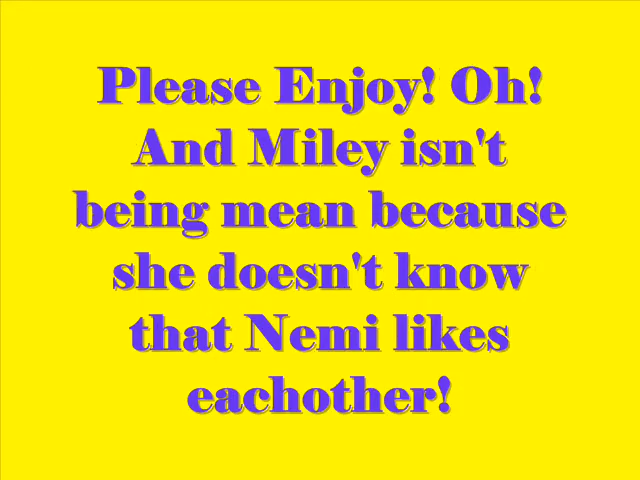 Please Enjoy! Oh!
And Miley isn't
being mean because
she doesn't know
that Nemi likes
eachother!